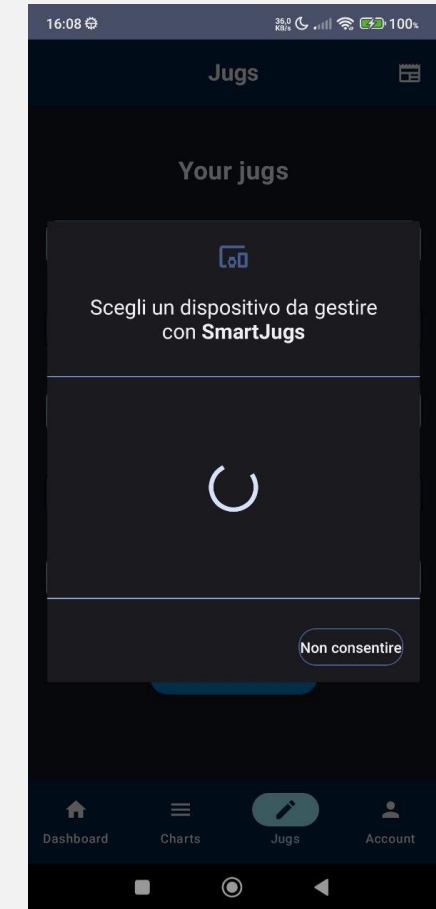 16:08
36,0 KB/s 100%
Jugs
Your jugs
Scegli un dispositivo da gestire
con SmartJugs
Non consentire
Dashboard Charts Jugs Account